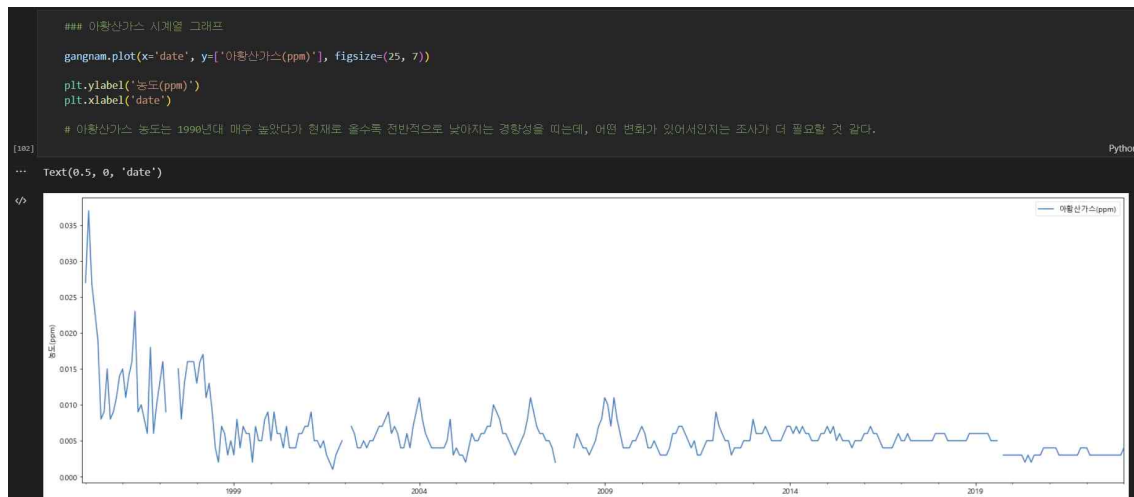 ### 아황산가스 시계열 그래프
gangnam.plot(x='date', y=['아황산가스(ppm)'], figsize=(25, 7))
plt.ylabel('농도(ppm)')
plt.xlabel('date')
# 아황산가스 농도는 1990년대 매우 높았다가 현재로 올수록 전반적으로 낮아지는 경향성을 띠는데, 어떤 변화가 있어서인지는 조사가 더 필요할 것 같다.
[102]
Python
... Text(0.5, 0, 'date')
</>
아황산가스(ppm)
농도(ppm)
0.035
0.030
0.025
0.020
0.015
0.010
0.005
0.000
1999 2004 2009 2014 2019